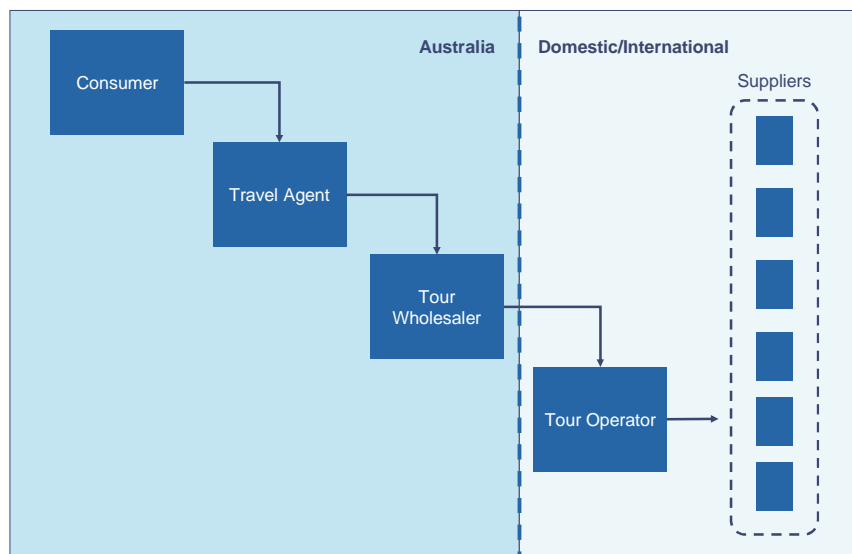 Australia
Domestic/International
Consumer
Suppliers
Travel Agent
Tour
Wholesaler
Tour Operator